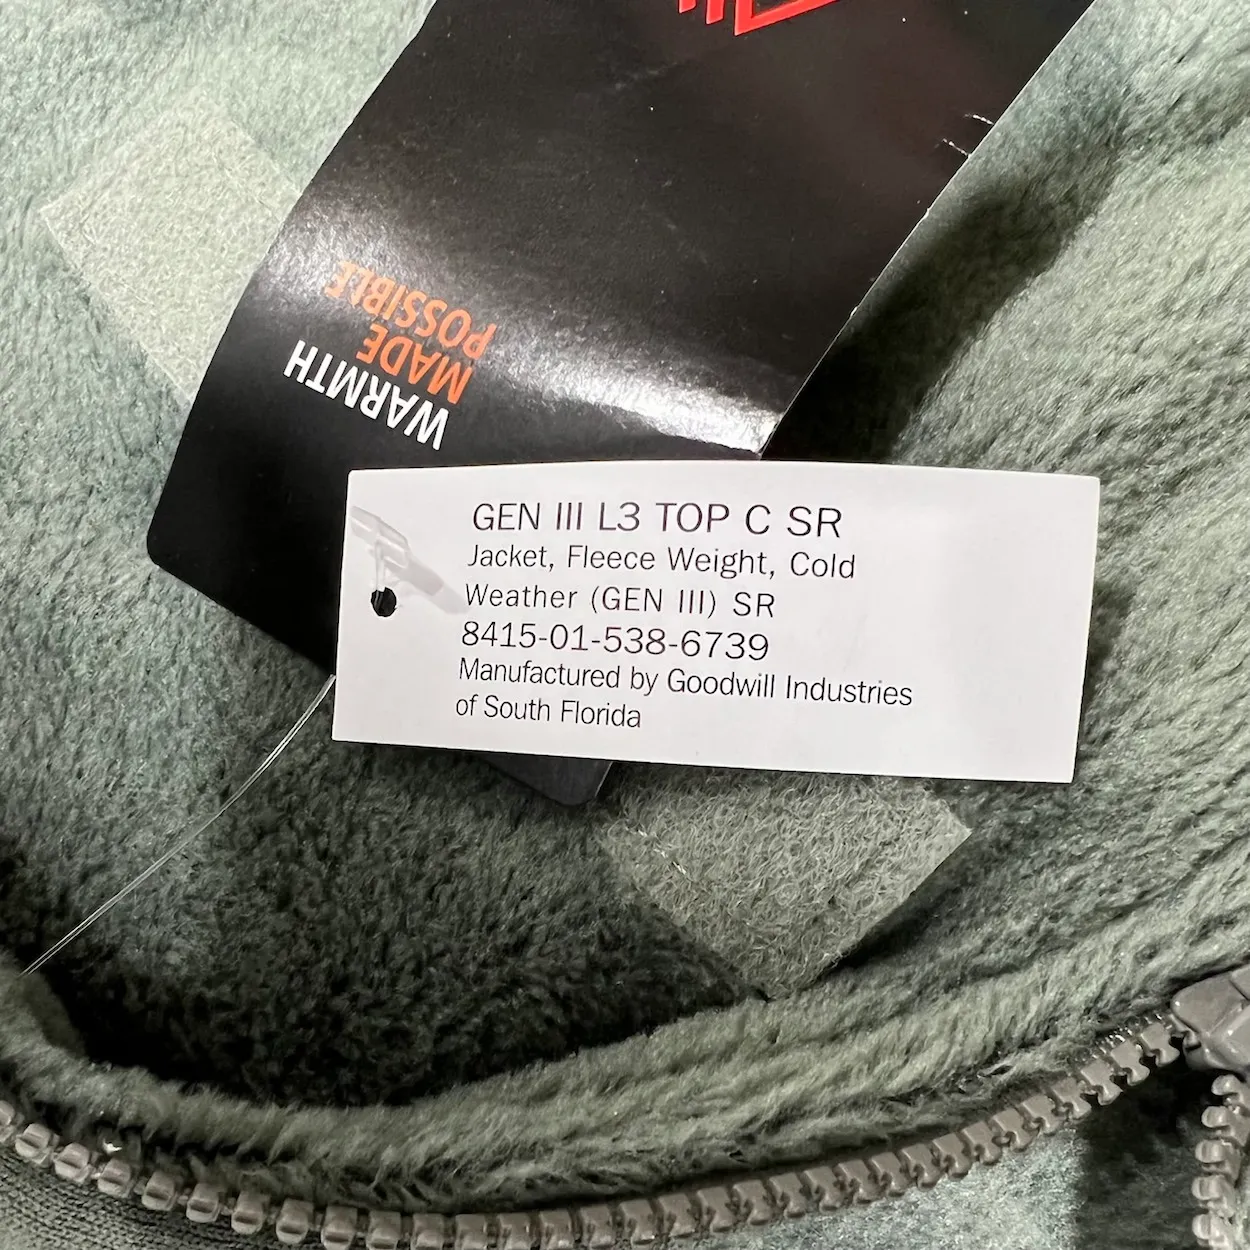 WARMTH
MADE
POSSIBLE
GEN III L3 TOP C SR
Jacket, Fleece Weight, Cold
Weather (GEN III) SR
8415-01-538-6739
Manufactured by Goodwill Industries
of South Florida